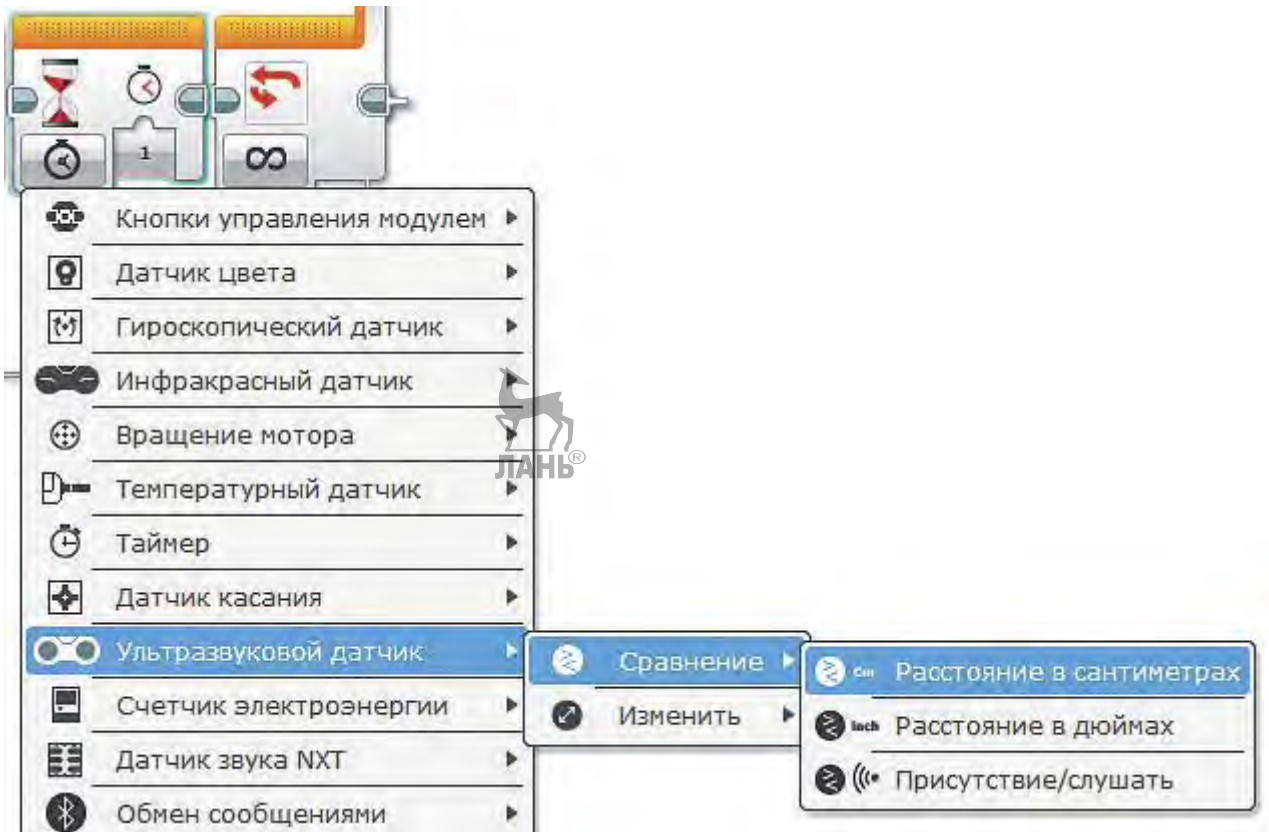 1
Кнопки управления модулем
Датчик цвета
Гироскопический датчик
Инфракрасный датчик
Вращение мотора
ЛАНЬ®
Температурный датчик
Таймер
Датчик касания
Ультразвуковой датчик
Сравнение
cm Расстояние в сантиметрах
Счетчик электроэнергии
Изменить
Inch Расстояние в дюймах
Датчик звука NXT
Присутствие/слушать
Обмен сообщениями